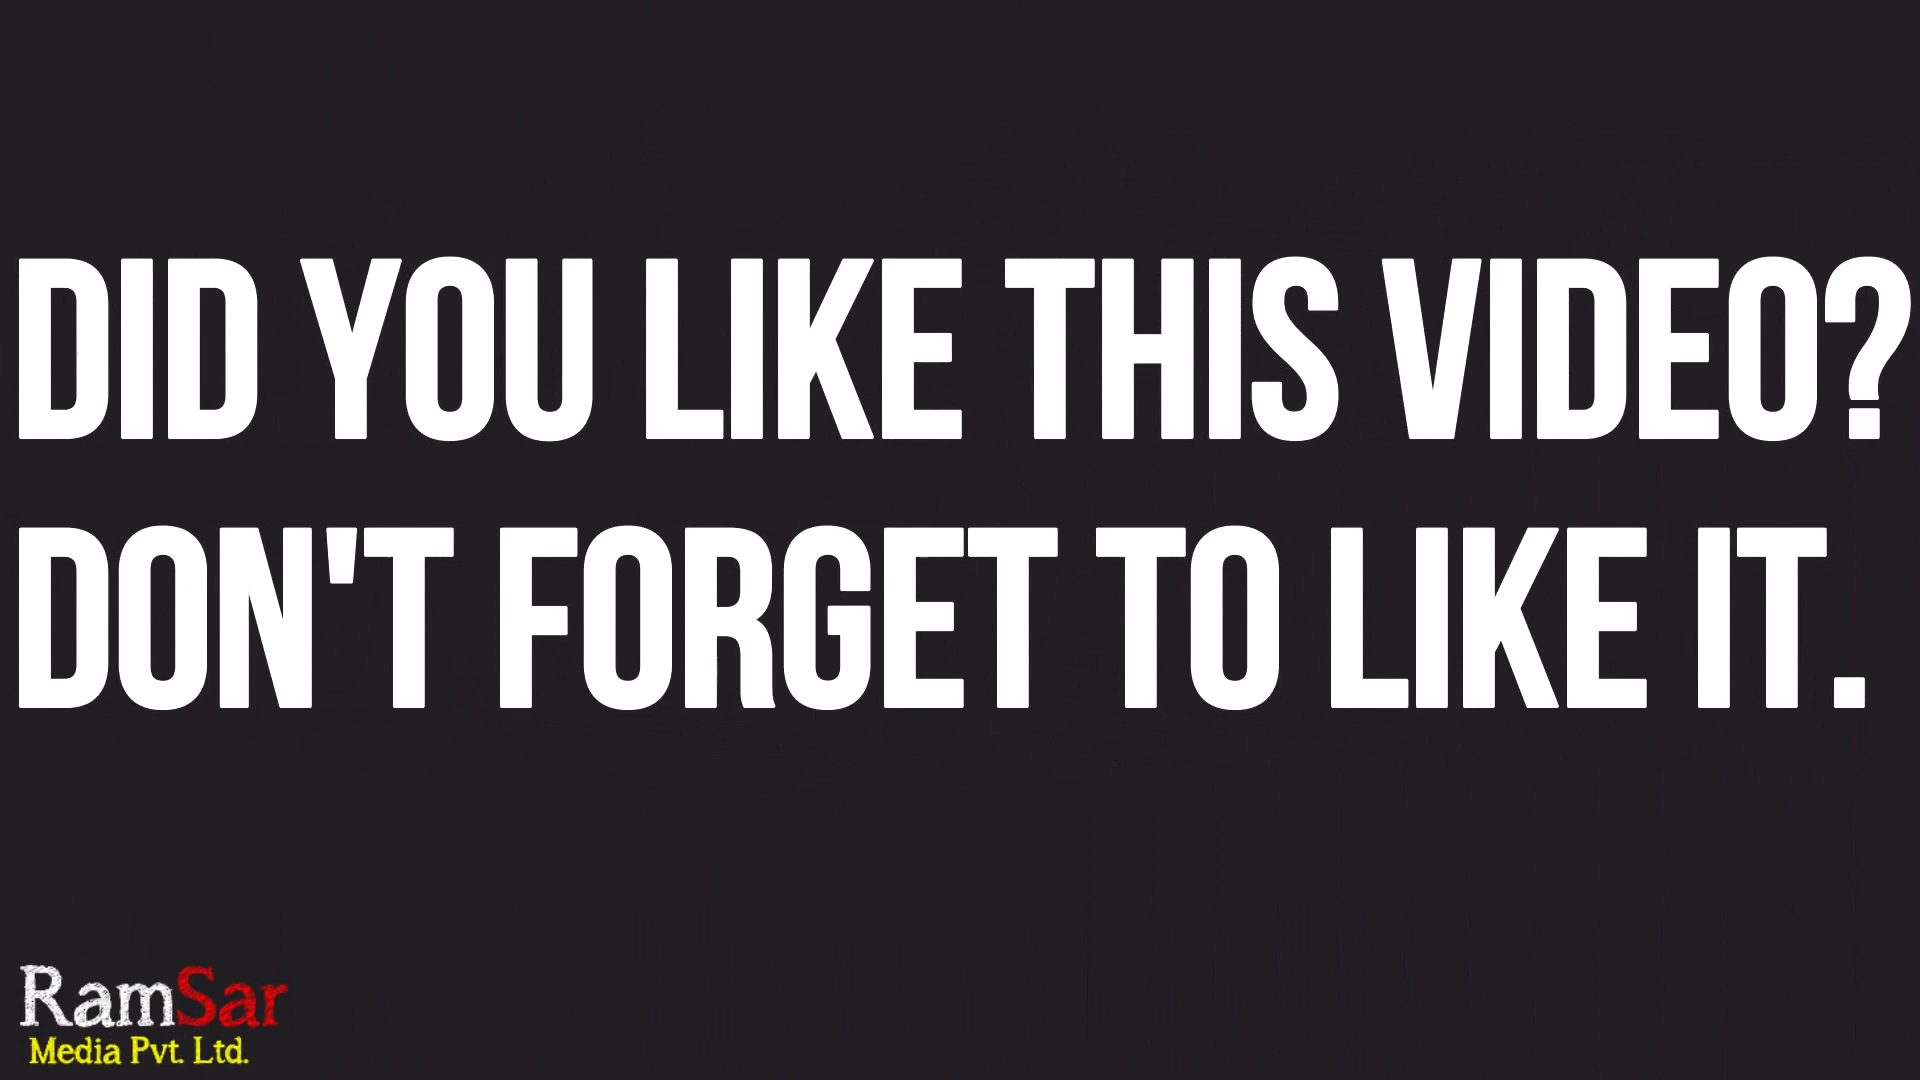 DID YOU LIKE THIS VIDEO?
DON'T FORGET TO LIKE IT.
RamSar
Media Pvt. Ltd.